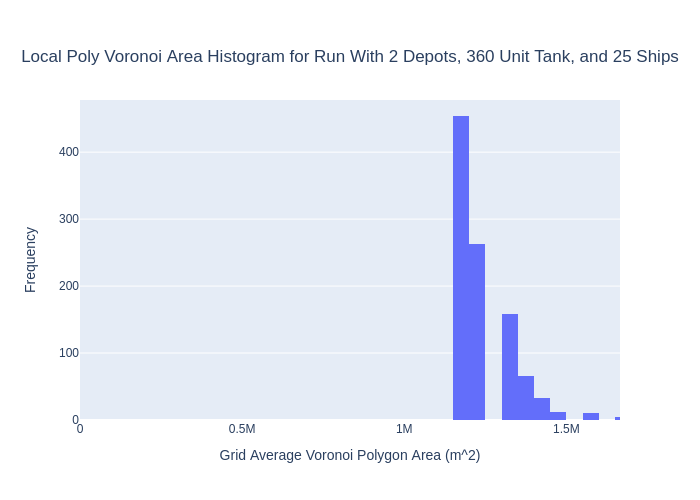 Local Poly Voronoi Area Histogram for Run With 2 Depots, 360 Unit Tank, and 25 Ships
Frequency
400
300
200
100
0
0 0.5M 1M 1.5M
Grid Average Voronoi Polygon Area (m^2)